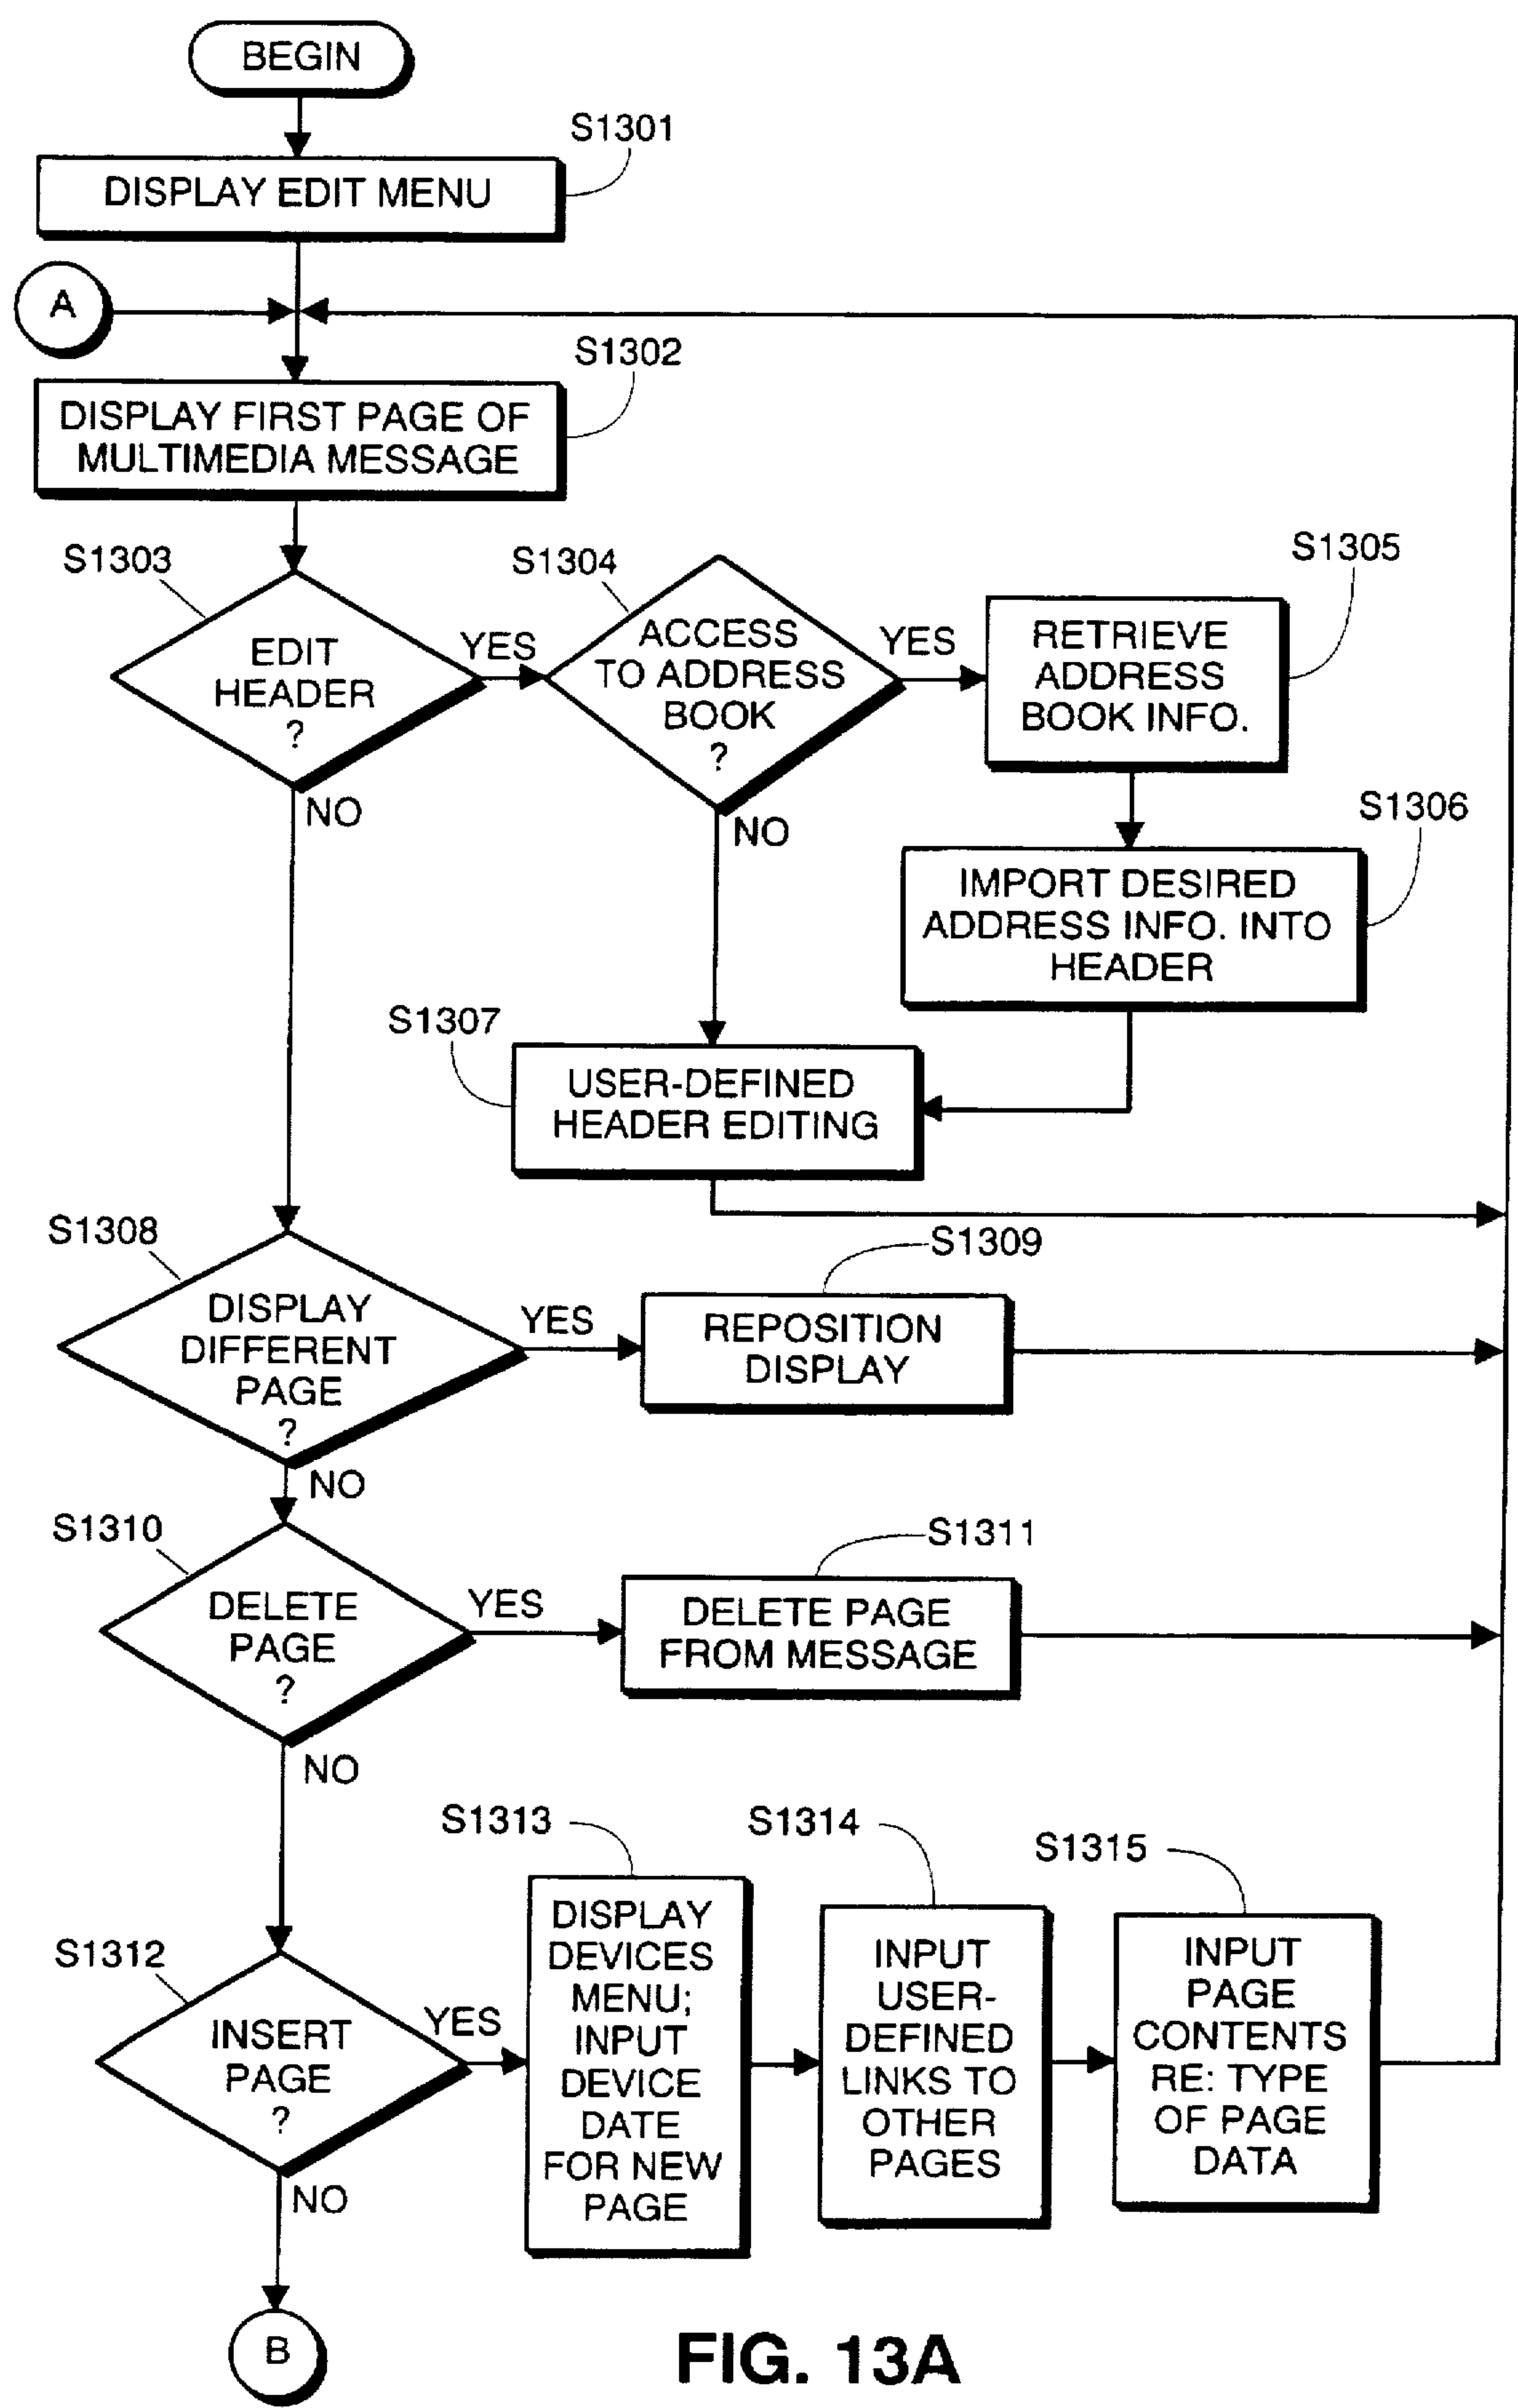 BEGIN
S1301
DISPLAY EDIT MENU
A
S1302
DISPLAY FIRST PAGE OF
MULTIMEDIA MESSAGE
S1303
EDIT
HEADER
?
YES
NO
S1304
ACCESS
TO ADDRESS
BOOK
?
YES
NO
S1305
RETRIEVE
ADDRESS
BOOK INFO.
S1306
IMPORT DESIRED
ADDRESS INFO. INTO
HEADER
S1307
USER-DEFINED
HEADER EDITING
S1308
DISPLAY
DIFFERENT
PAGE
?
YES
NO
S1309
REPOSITION
DISPLAY
S1310
DELETE
PAGE
?
YES
NO
S1311
DELETE PAGE
FROM MESSAGE
S1312
INSERT
PAGE
?
YES
NO
S1313
DISPLAY
DEVICES
MENU;
INPUT
DEVICE
DATE
FOR NEW
PAGE
S1314
INPUT
USER-
DEFINED
LINKS TO
OTHER
PAGES
S1315
INPUT
PAGE
CONTENTS
RE: TYPE
OF PAGE
DATA
B
FIG. 13A